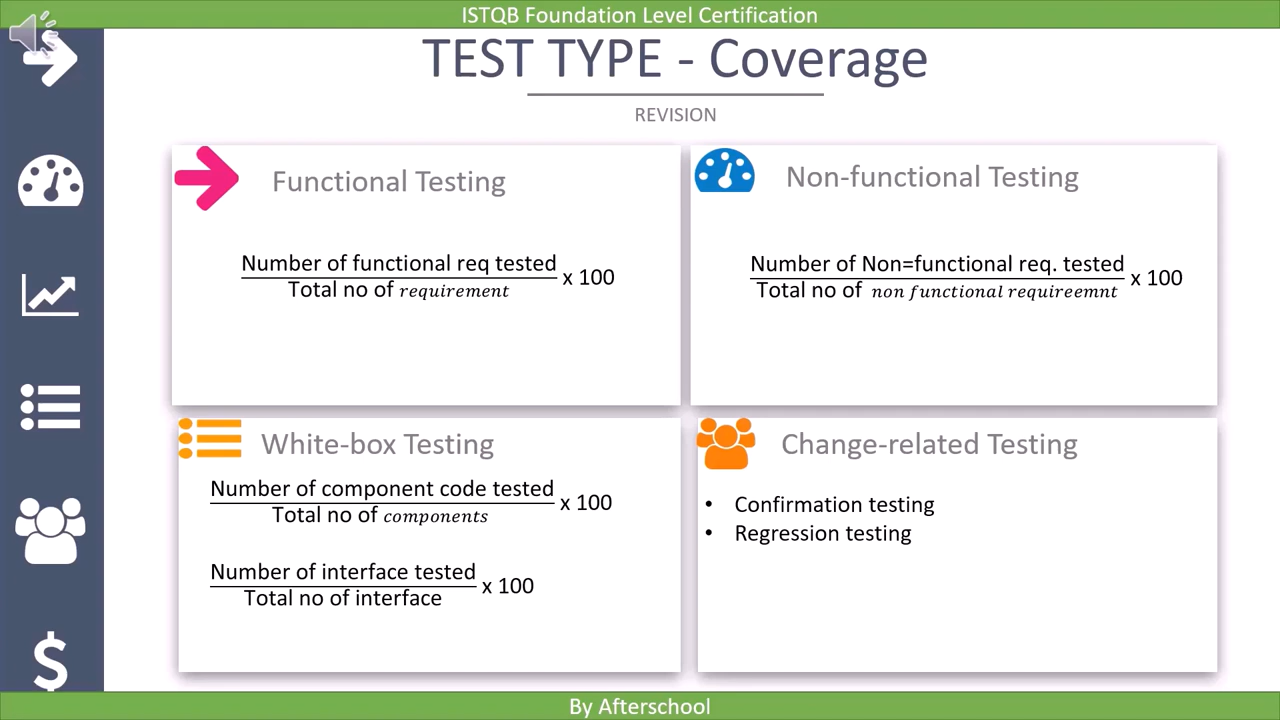 ISTQB Foundation Level Certification
TEST TYPE - Coverage
REVISION
Functional Testing
Number of functional req tested
Total no of requirement
x 100
Non-functional Testing
Number of Non=functional req. tested
Total no of non functional requireemnt
x 100
White-box Testing
Number of component code tested
Total no of components
x 100
Number of interface tested
Total no of interface
x 100
Change-related Testing
• Confirmation testing
• Regression testing
By Afterschool